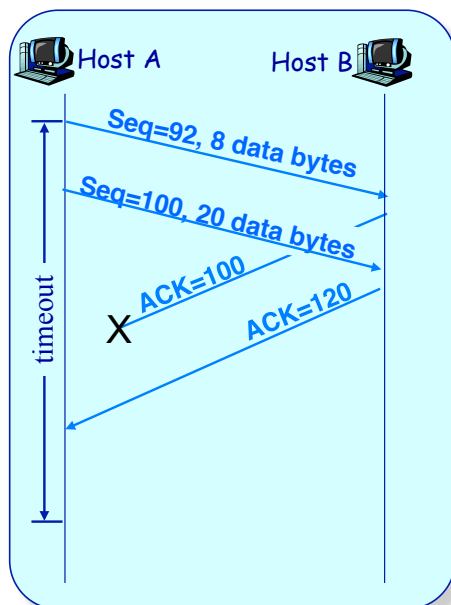 Host A
Host B
Seq=92, 8 data bytes
Seq=100, 20 data bytes
ACK=100
ACK=120
X
timeout